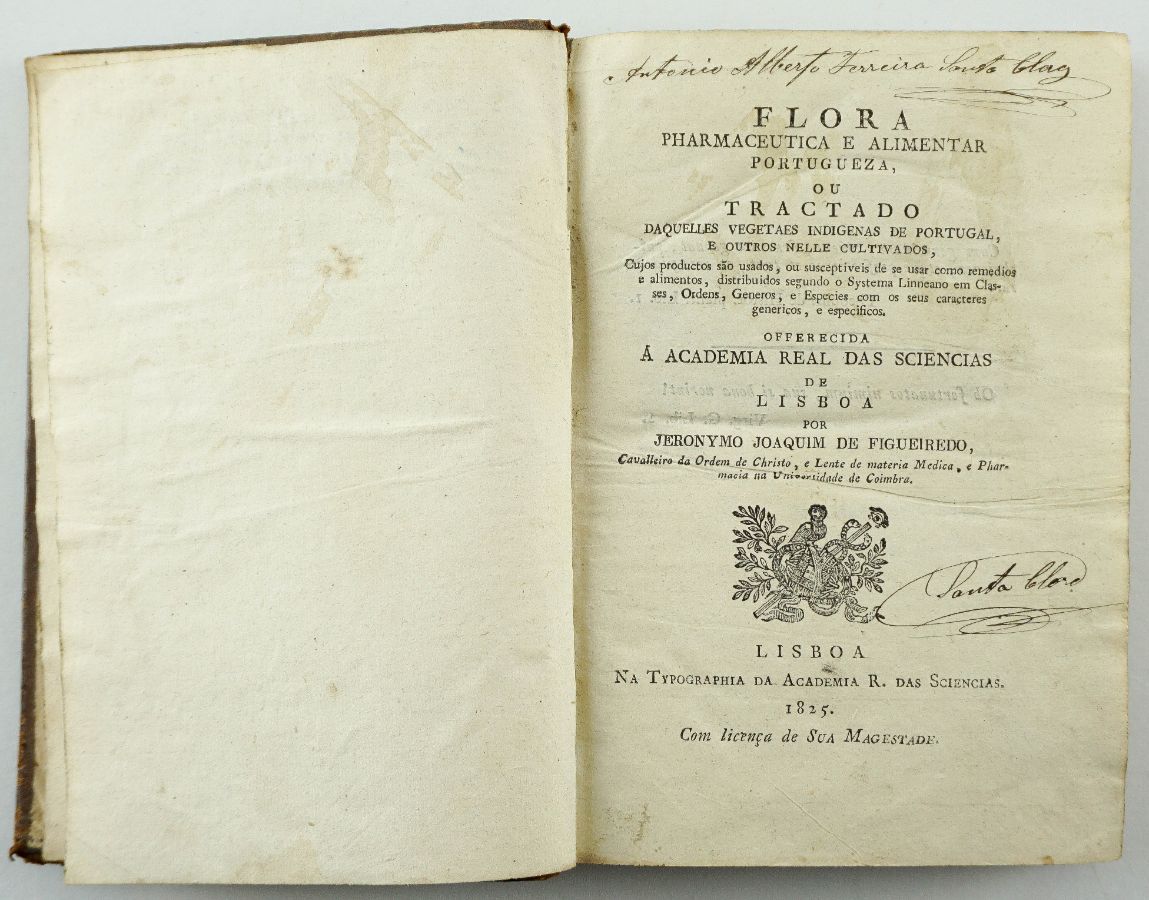 Antonio Alberto Ferreira Santa Clara
FLORA
PHARMACEUTICA E ALIMENTAR
PORTUGUEZA,
OU
TRACTADO
DAQUELLES VEGETAES INDIGENAS DE PORTUGAL,
E OUTROS NELLE CULTIVADOS,
Cujos productos são usados, ou susceptiveis de se usar como remedios
e alimentos, distribuidos segundo o Systema Linneano em Clas-
ses, Ordens, Generos, e Especies com os seus caracteres
genericos, e especificos.
OFFERECIDA
Á ACADEMIA REAL DAS SCIENCIAS
DE
LISBOA
POR
JERONYMO JOAQUIM DE FIGUEIREDO,
Cavalleiro da Ordem de Christo, e Lente de materia Medica, e Phar-
macia na Universidade de Coimbra.
Santa Clara
LISBOA
NA TYPOGRAPHIA DA ACADEMIA R. DAS SCIENCIAS.
1825.
Com licença de SUA MAGESTADE.